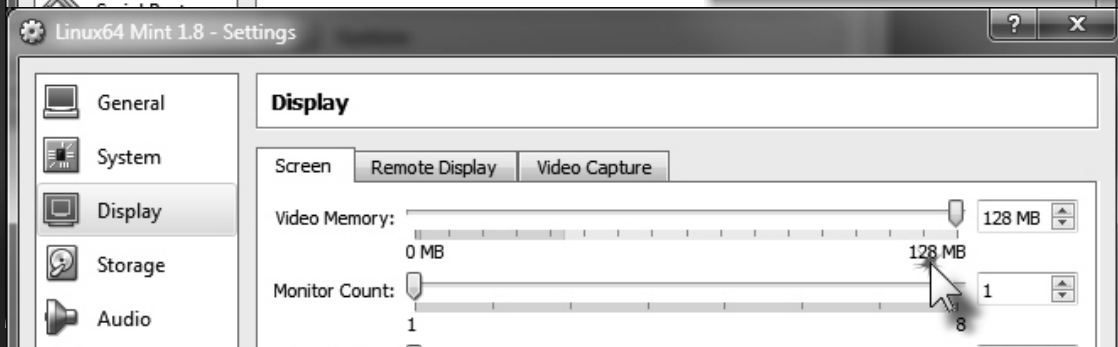 Linux64 Mint 1.8 - Settings
? X
General
System
Display
Storage
Audio
Display
Screen Remote Display Video Capture
Video Memory: 128 MB
0 MB 128 MB
Monitor Count: 1
1 8